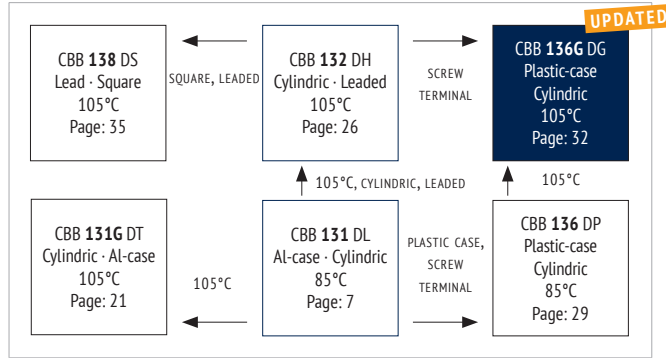 UPDATED
CBB 138 DS
Lead · Square
105°C
Page: 35
SQUARE, LEADED
CBB 132 DH
Cylindric · Leaded
105°C
Page: 26
SCREW
TERMINAL
CBB 136G DG
Plastic-case
Cylindric
105°C
Page: 32
105°C, CYLINDRIC, LEADED
105°C
CBB 131G DT
Cylindric · Al-case
105°C
Page: 21
105°C
CBB 131 DL
Al-case · Cylindric
85°C
Page: 7
PLASTIC CASE,
SCREW
TERMINAL
CBB 136 DP
Plastic-case
Cylindric
85°C
Page: 29